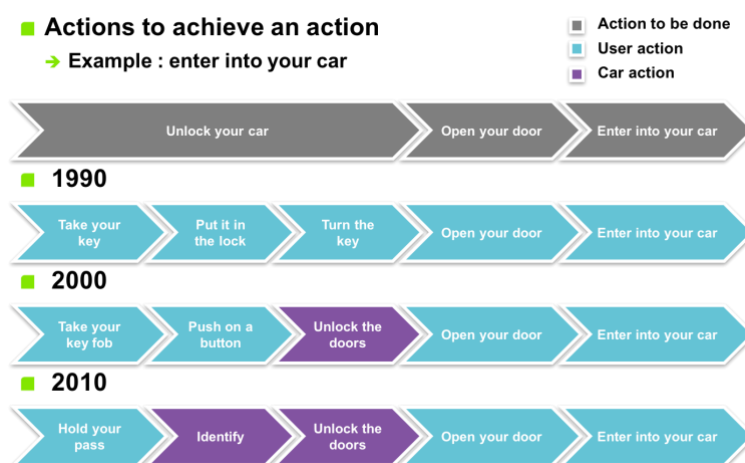 Actions to achieve an action
→ Example : enter into your car
Action to be done
User action
Car action
Unlock your car
Open your door
Enter into your car
1990
Take your
key
Put it in
the lock
Turn the
key
Open your door
Enter into your car
2000
Take your
key fob
Push on a
button
Unlock the
doors
Open your door
Enter into your car
2010
Hold your
pass
Identify
Unlock the
doors
Open your door
Enter into your car